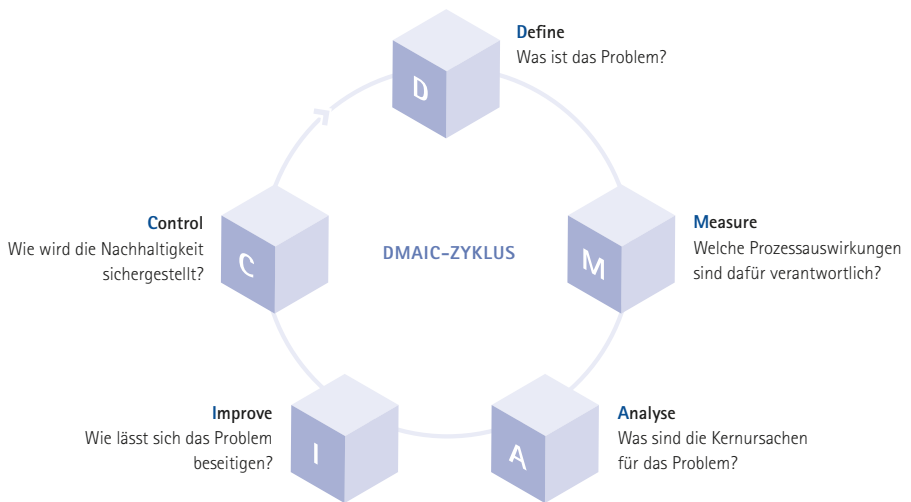 Define
Was ist das Problem?
D
Measure
Welche Prozessauswirkungen
sind dafür verantwortlich?
M
Analyse
Was sind die Kernursachen
für das Problem?
A
Improve
Wie lässt sich das Problem
beseitigen?
I
Control
Wie wird die Nachhaltigkeit
sichergestellt?
C
DMAIC-ZYKLUS